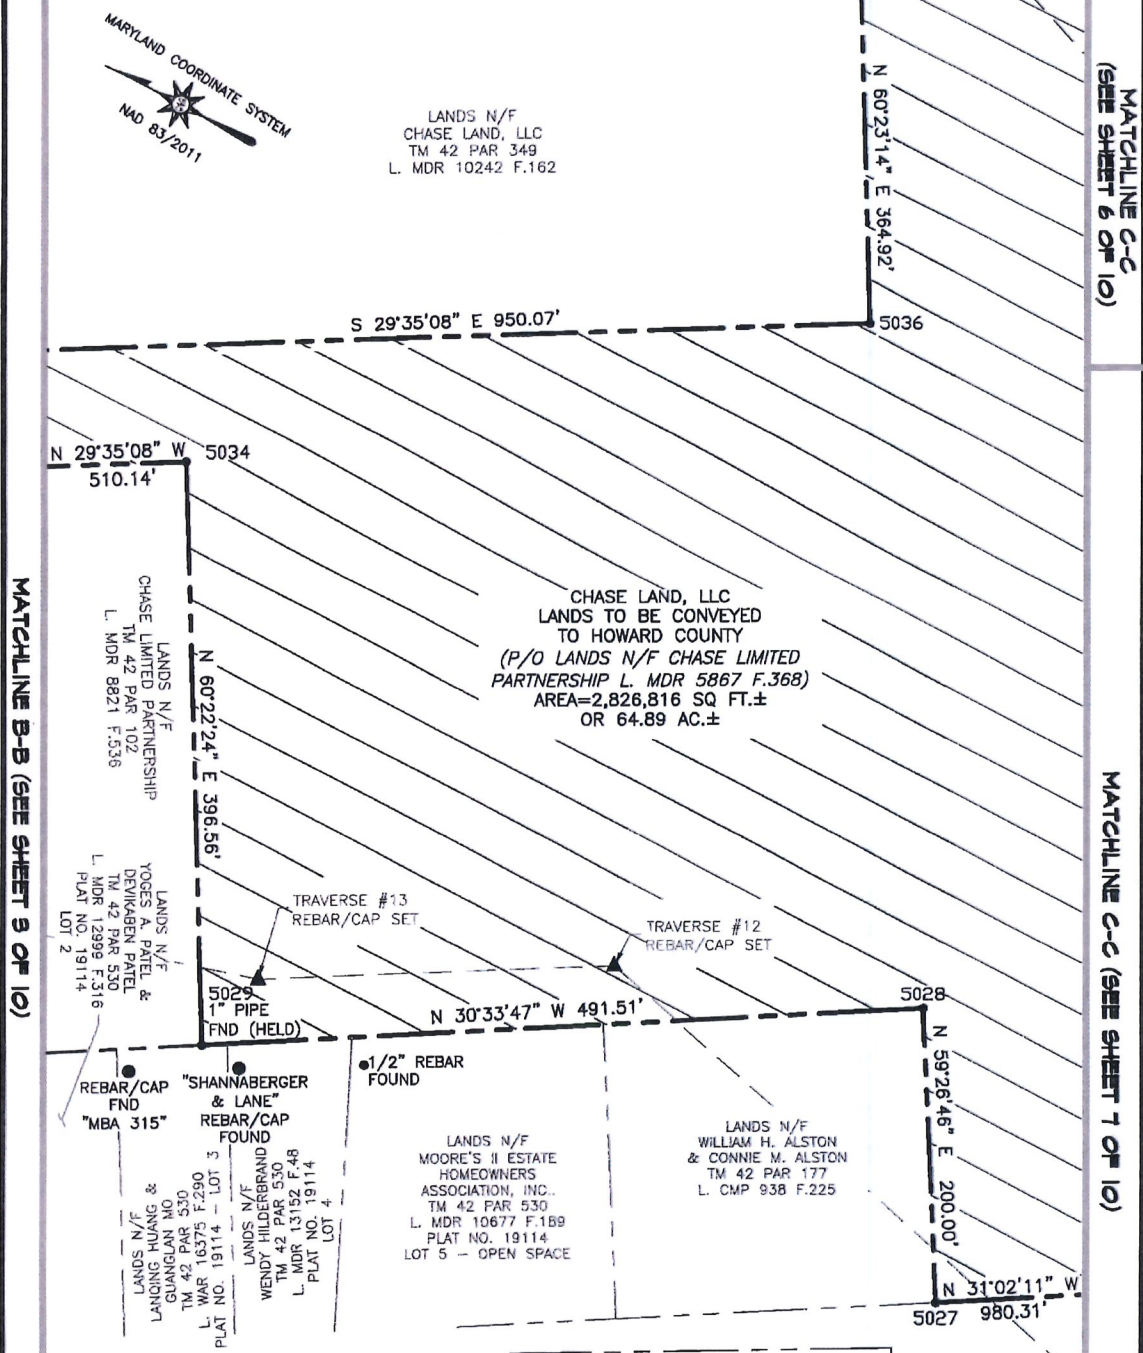 MARYLAND COORDINATE SYSTEM
NAD 83/2011
LANDS N/F
CHASE LAND, LLC
TM 42 PAR 349
L. MDR 10242 F.162
N 60°23'14" E 364.92'
MATCHLINE C-C
(SEE SHEET 6 OF 10)
S 29°35'08" E 950.07'
5036
N 29°35'08" W
510.14'
5034
CHASE LAND, LLC
LANDS TO BE CONVEYED
TO HOWARD COUNTY
(P/O LANDS N/F CHASE LIMITED
PARTNERSHIP L. MDR 5867 F.368)
AREA=2,826,816 SQ FT.±
OR 64.89 AC.±
LANDS N/F
CHASE LIMITED PARTNERSHIP
TM 42 PAR 102
L. MDR 8821 F.536
N 60°22'24" E 396.56'
MATCHLINE B-B (SEE SHEET 5 OF 10)
MATCHLINE C-C (SEE SHEET 7 OF 10)
LANDS N/F
YOGES A. PATEL &
DEVIKABEN PATEL
TM 42 PAR 530
L. MDR 12999 F.316
PLAT NO. 19114
LOT 2
TRAVERSE #13
REBAR/CAP SET
TRAVERSE #12
REBAR/CAP SET
5029
1" PIPE
FND (HELD)
N 30°33'47" W 491.51'
5028
N 59°26'46" E 200.00'
REBAR/CAP
FND
"MBA 315"
"SHANNABERGER
& LANE"
REBAR/CAP
FOUND
1/2" REBAR
FOUND
LANDS N/F
LANQING HUANG &
GUANGLAN MO
TM 42 PAR 530
L. WAR 16375 F.290
PLAT NO. 19114 - LOT 3
LANDS N/F
WENDY HILDERBRAND
TM 42 PAR 530
L. MDR 13152 F.48
PLAT NO. 19114
LOT 4
LANDS N/F
MOORE'S II ESTATE
HOMEOWNERS
ASSOCIATION, INC..
TM 42 PAR 530
L. MDR 10677 F.189
PLAT NO. 19114
LOT 5 - OPEN SPACE
LANDS N/F
WILLIAM H. ALSTON
& CONNIE M. ALSTON
TM 42 PAR 177
L. CMP 938 F.225
N 31°02'11" W
980.31'
5027